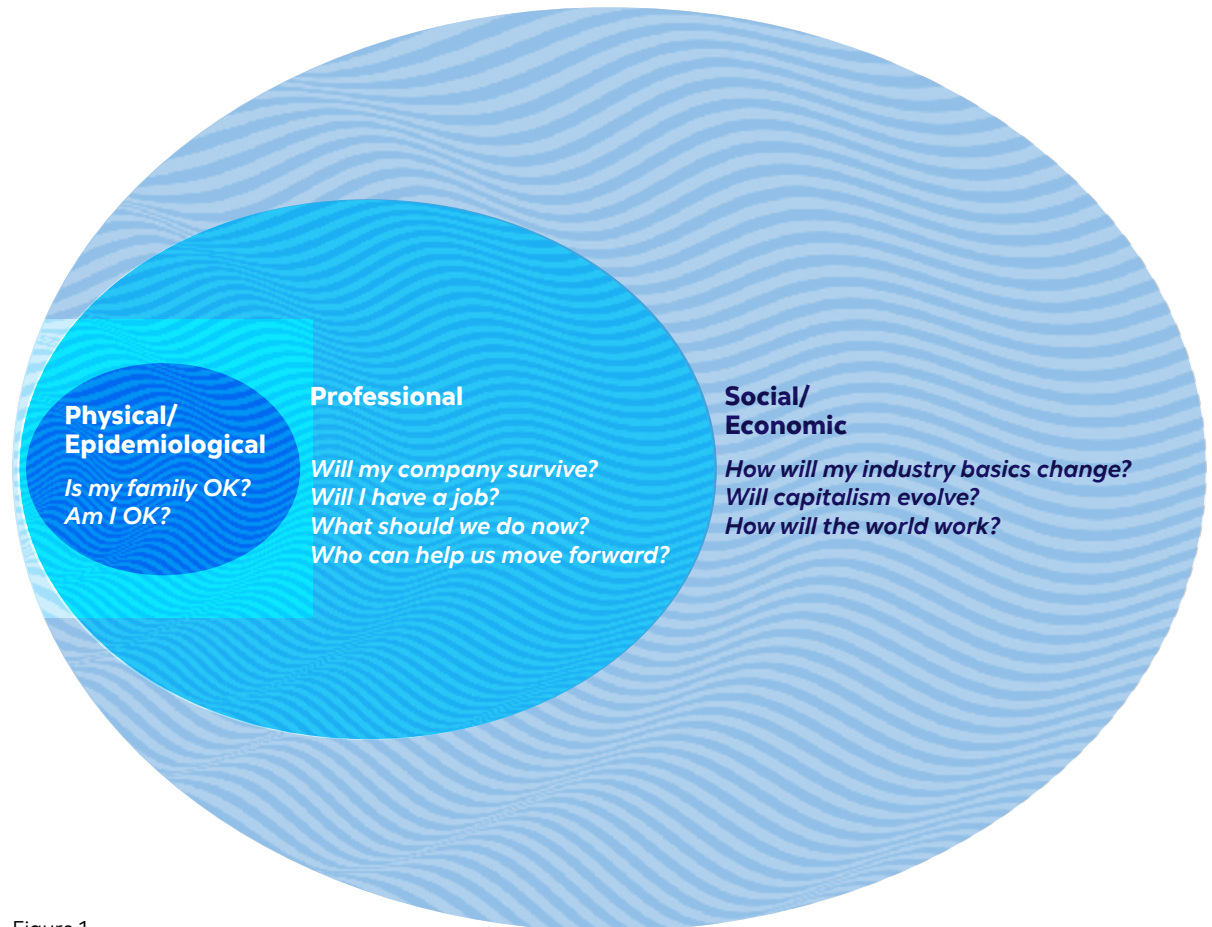 Physical/
Epidemiological
Is my family OK?
Am I OK?
Professional
Will my company survive?
Will I have a job?
What should we do now?
Who can help us move forward?
Social/
Economic
How will my industry basics change?
Will capitalism evolve?
How will the world work?
Figure 1